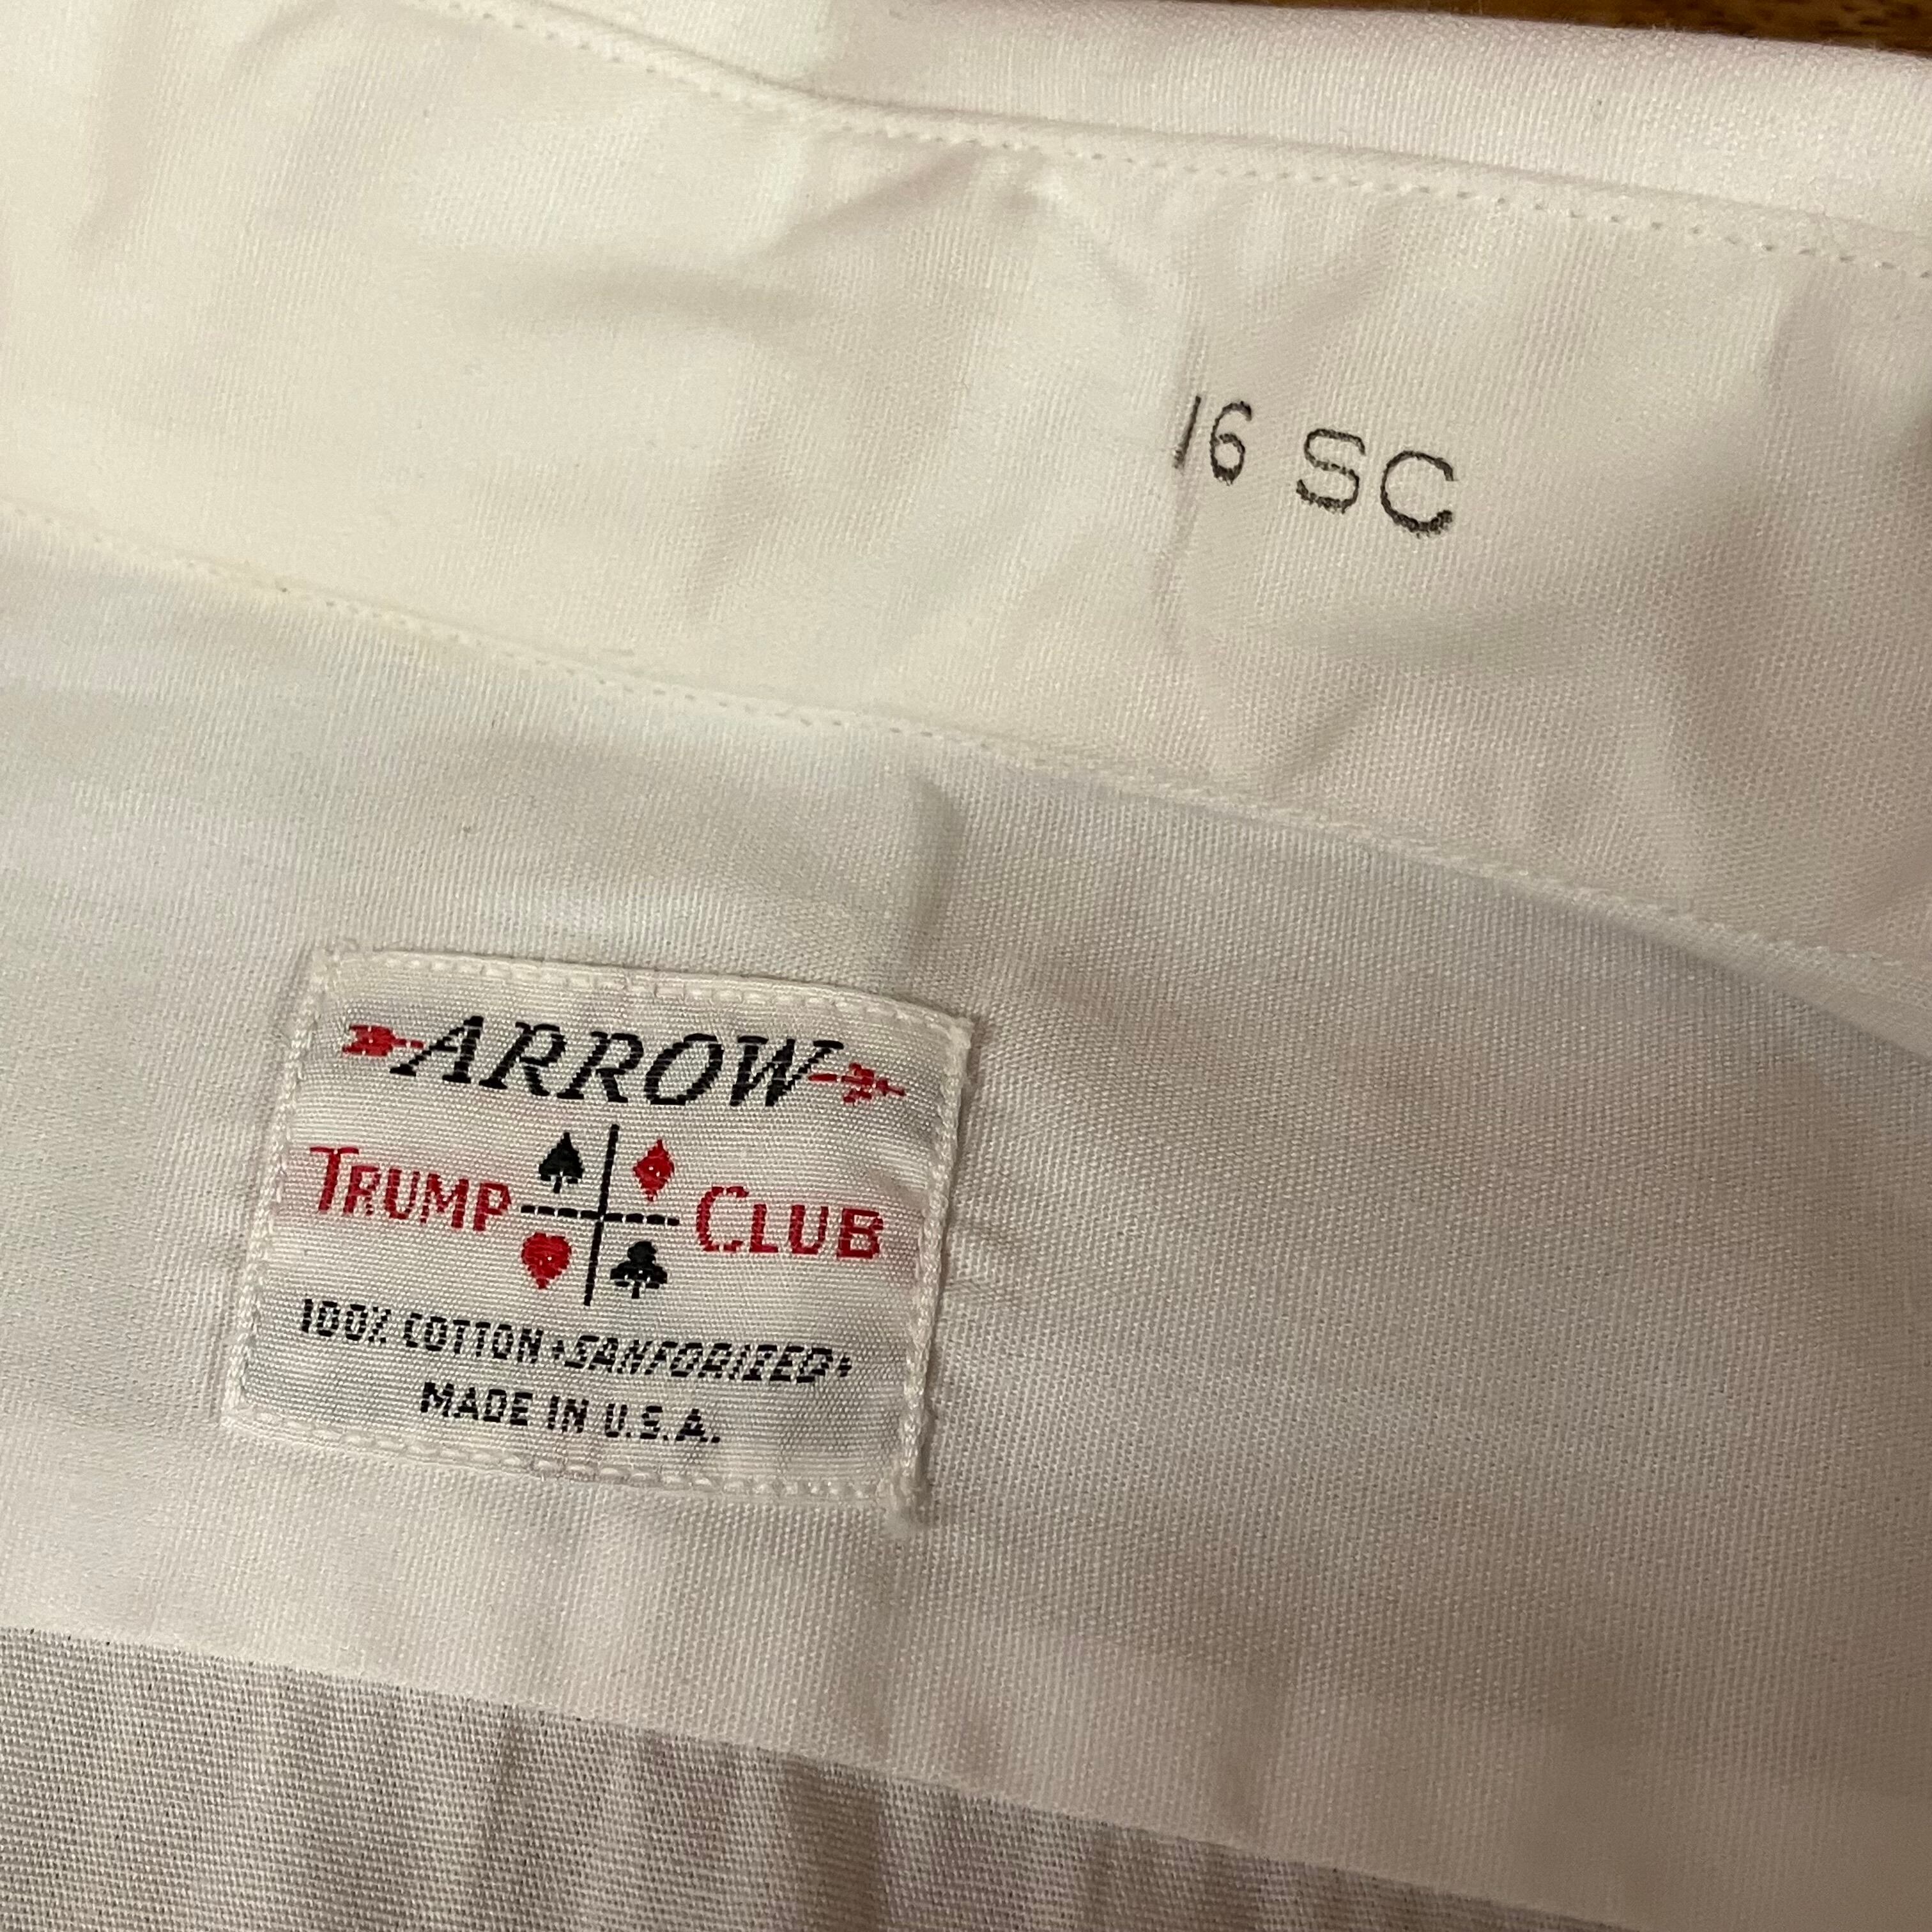 16 SC
ARROW
TRUMP CLUB
100% COTTON "SANFORIZED"
MADE IN U.S.A.